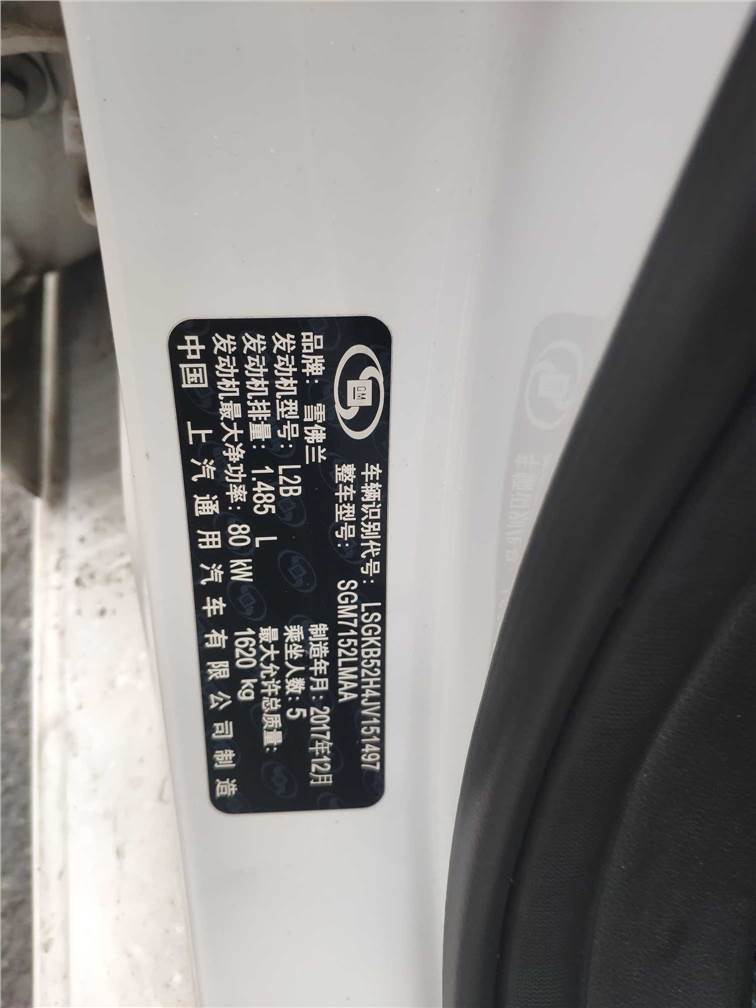 GM
车辆识别代号: LSGKB52H4JV151497
整车型号: SGM7152LMAA
品牌: 雪佛兰 制造年月: 2017年12月
发动机型号: L2B 乘坐人数: 5
发动机排量: 1.485 L 最大允许总质量:
发动机最大净功率: 80 kW 1620 kg
中国 上汽通用汽车有限公司制造